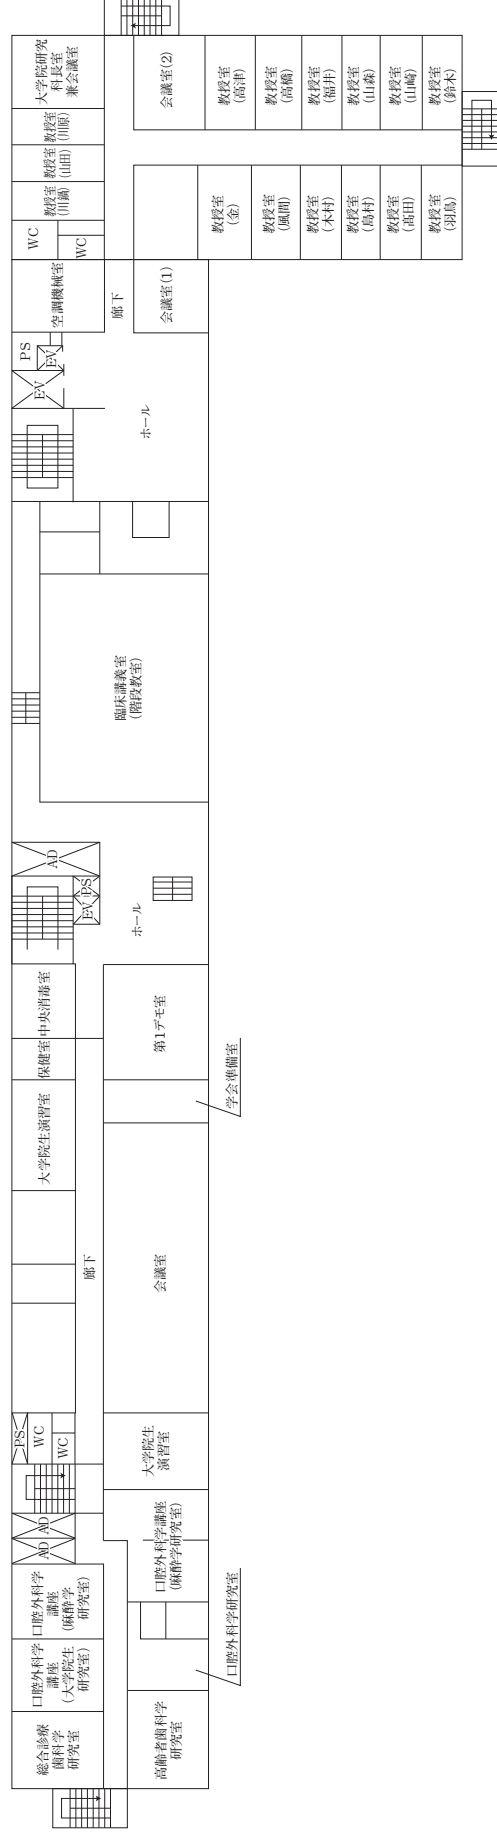 大学院研究
科長室
兼会議室
教授室
(川原)
教授室
(山田)
教授室
(川鍋)
WC
WC
会議室(2)
教授室
(高津)
教授室
(高橋)
教授室
(福井)
教授室
(山森)
教授室
(山崎)
教授室
(鈴木)
教授室
(金)
教授室
(風間)
教授室
(木村)
教授室
(島村)
教授室
(髙田)
教授室
(羽鳥)
空調機械室
廊下
会議室(1)
PS
EV
EV
ホール
臨床講義室
(階段教室)
AD
PS
EV
ホール
中央消毒室
保健室
大学院生演習室
第1デモ室
学会準備室
廊下
会議室
PS
WC
WC
大学院生
演習室
AD
AD
口腔外科学講座
(麻酔学研究室)
口腔外科学
講座
(麻酔学
研究室)
口腔外科学研究室
口腔外科学
講座
(大学院生
研究室)
総合診療
歯科学
研究室
高齢者歯科学
研究室